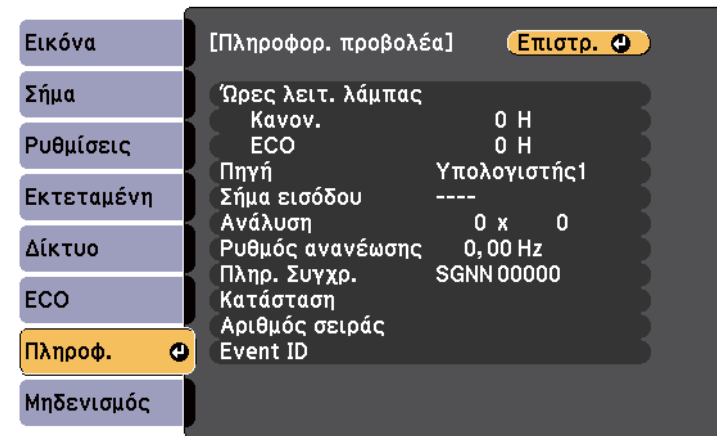 Εικόνα
Σήμα
Ρυθμίσεις
Εκτεταμένη
Δίκτυο
ECO
Πληροφ.
Μηδενισμός
[Πληροφορ. προβολέα] Επιστρ.
Ώρες λειτ. λάμπας
Κανον. 0 H
ECO 0 H
Πηγή Υπολογιστής1
Σήμα εισόδου ----
Ανάλυση 0 x 0
Ρυθμός ανανέωσης 0,00 Hz
Πληρ. Συγχρ. SGNN 00000
Κατάσταση
Αριθμός σειράς
Event ID